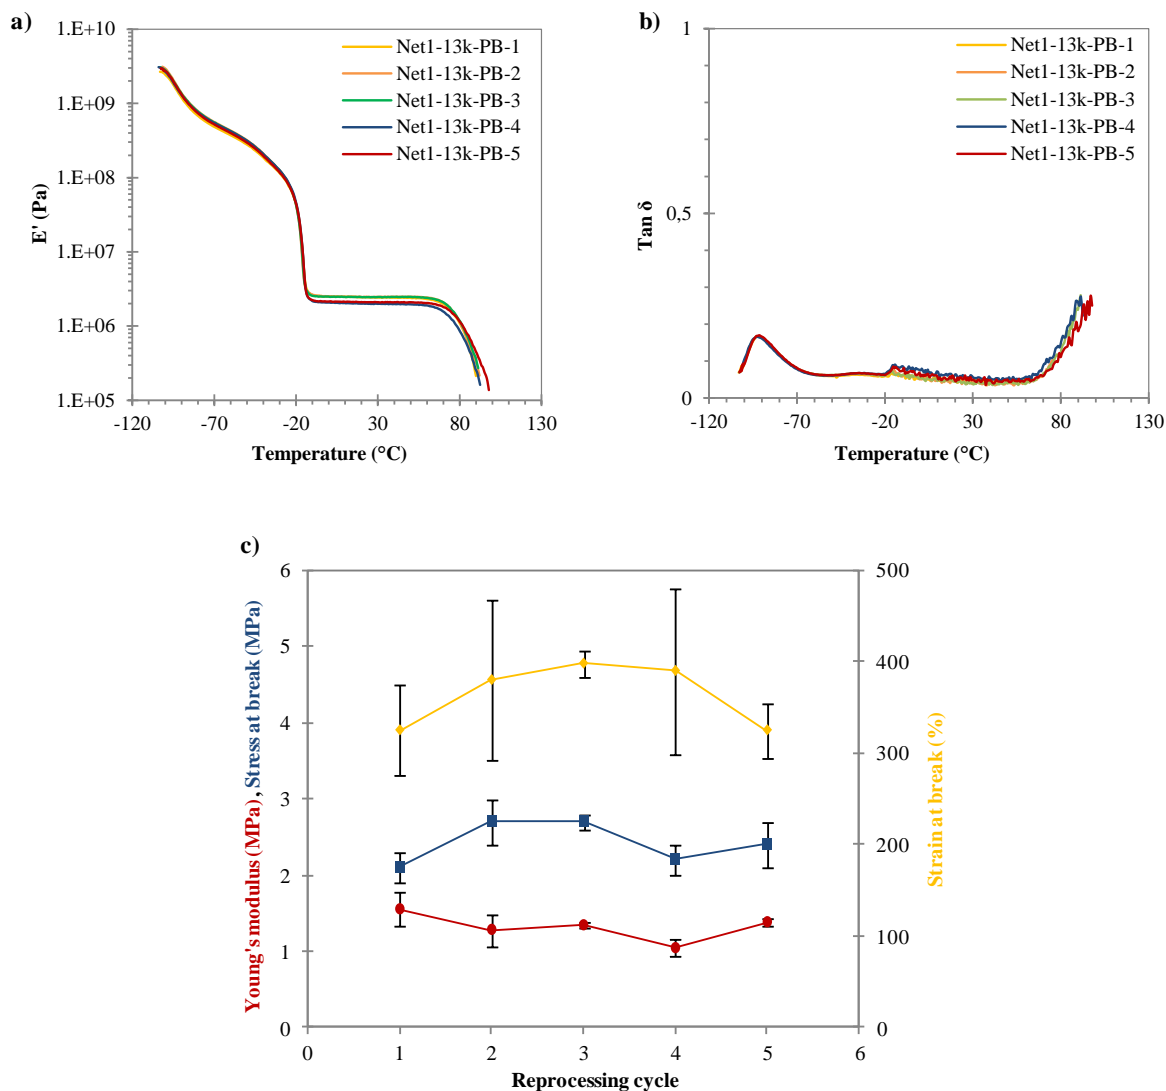 a)
1.E+10
1.E+09
1.E+08
1.E+07
1.E+06
1.E+05
E' (Pa)
-120 -70 -20 30 80 130
Temperature (°C)
Net1-13k-PB-1
Net1-13k-PB-2
Net1-13k-PB-3
Net1-13k-PB-4
Net1-13k-PB-5
b)
1
0,5
0
Tan δ
-120 -70 -20 30 80 130
Temperature (°C)
Net1-13k-PB-1
Net1-13k-PB-2
Net1-13k-PB-3
Net1-13k-PB-4
Net1-13k-PB-5
c)
6
5
4
3
2
1
0
Young's modulus (MPa), Stress at break (MPa)
500
400
300
200
100
0
Strain at break (%)
0 1 2 3 4 5 6
Reprocessing cycle